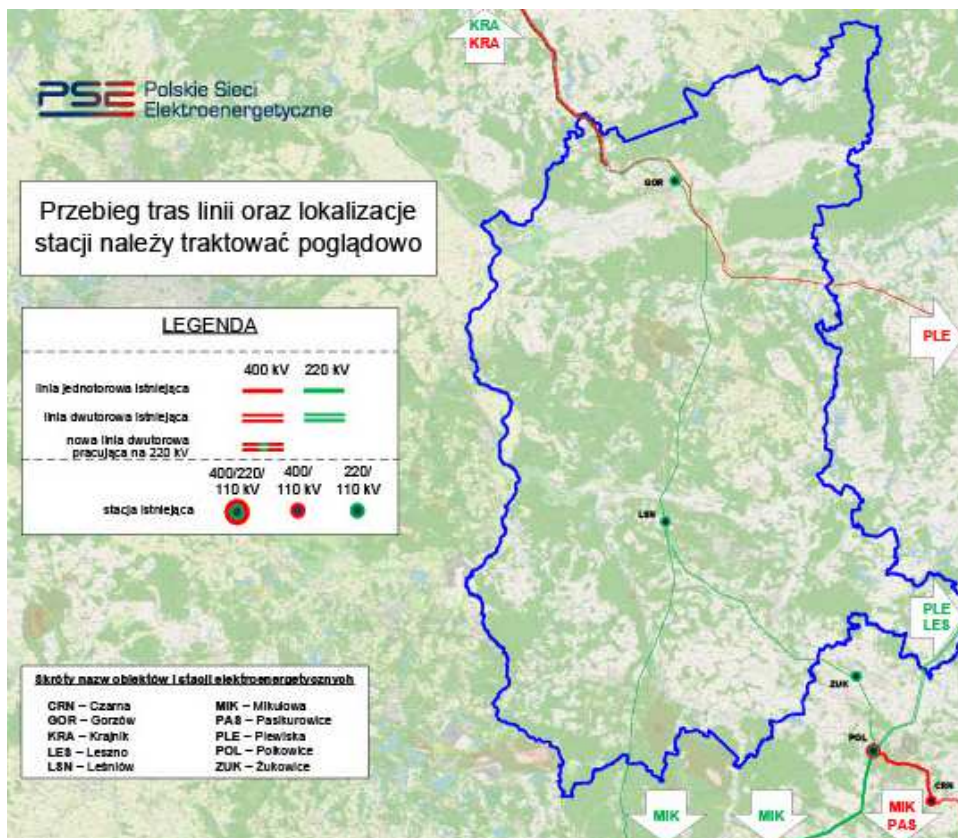 KRA
KRA
PSE Polskie Sieci
Elektroenergetyczne
GOR
Przebieg tras linii oraz lokalizacje
stacji należy traktować poglądowo
PLE
LEGENDA
400 kV 220 kV
linia jednotorowa istniejąca
linia dwutorowa istniejąca
nowa linia dwutorowa
pracująca na 220 kV
400/220/ 400/ 220/
110 kV 110 kV 110 kV
stacja istniejąca
LSN
PLE
LES
ZUK
Skróty nazw obiektów i stacji elektroenergetycznych
CRN – Czarna MIK – Mikułowa
GOR – Gorzów PAS – Pasikurowice
KRA – Krajnik PLE – Plewiska
LES – Leszno POL – Polkowice
LSN – Leśniów ZUK – Żukowice
POL
CRN
MIK
MIK
MIK
PAS